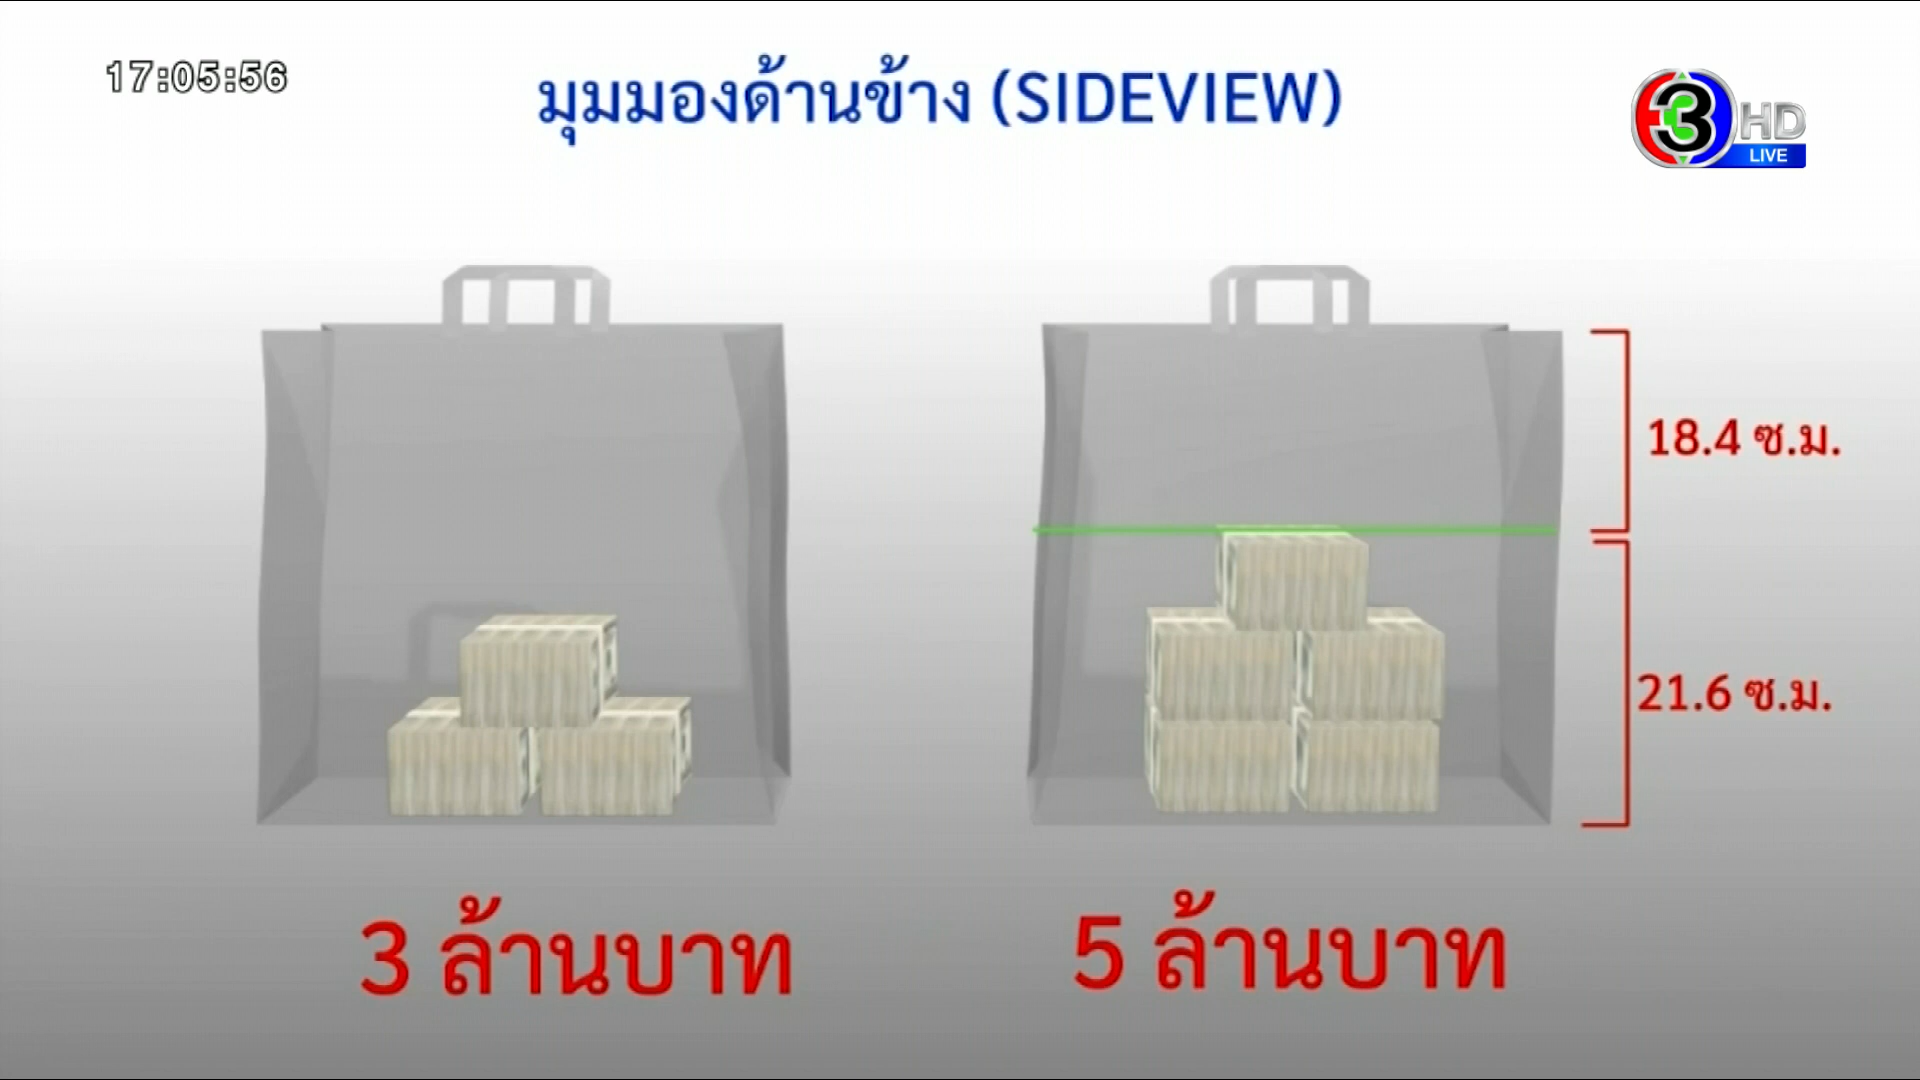 17:05:56
มุมมองด้านข้าง (SIDEVIEW)
3 HD
LIVE
18.4 ซ.ม.
21.6 ซ.ม.
3 ล้านบาท
5 ล้านบาท